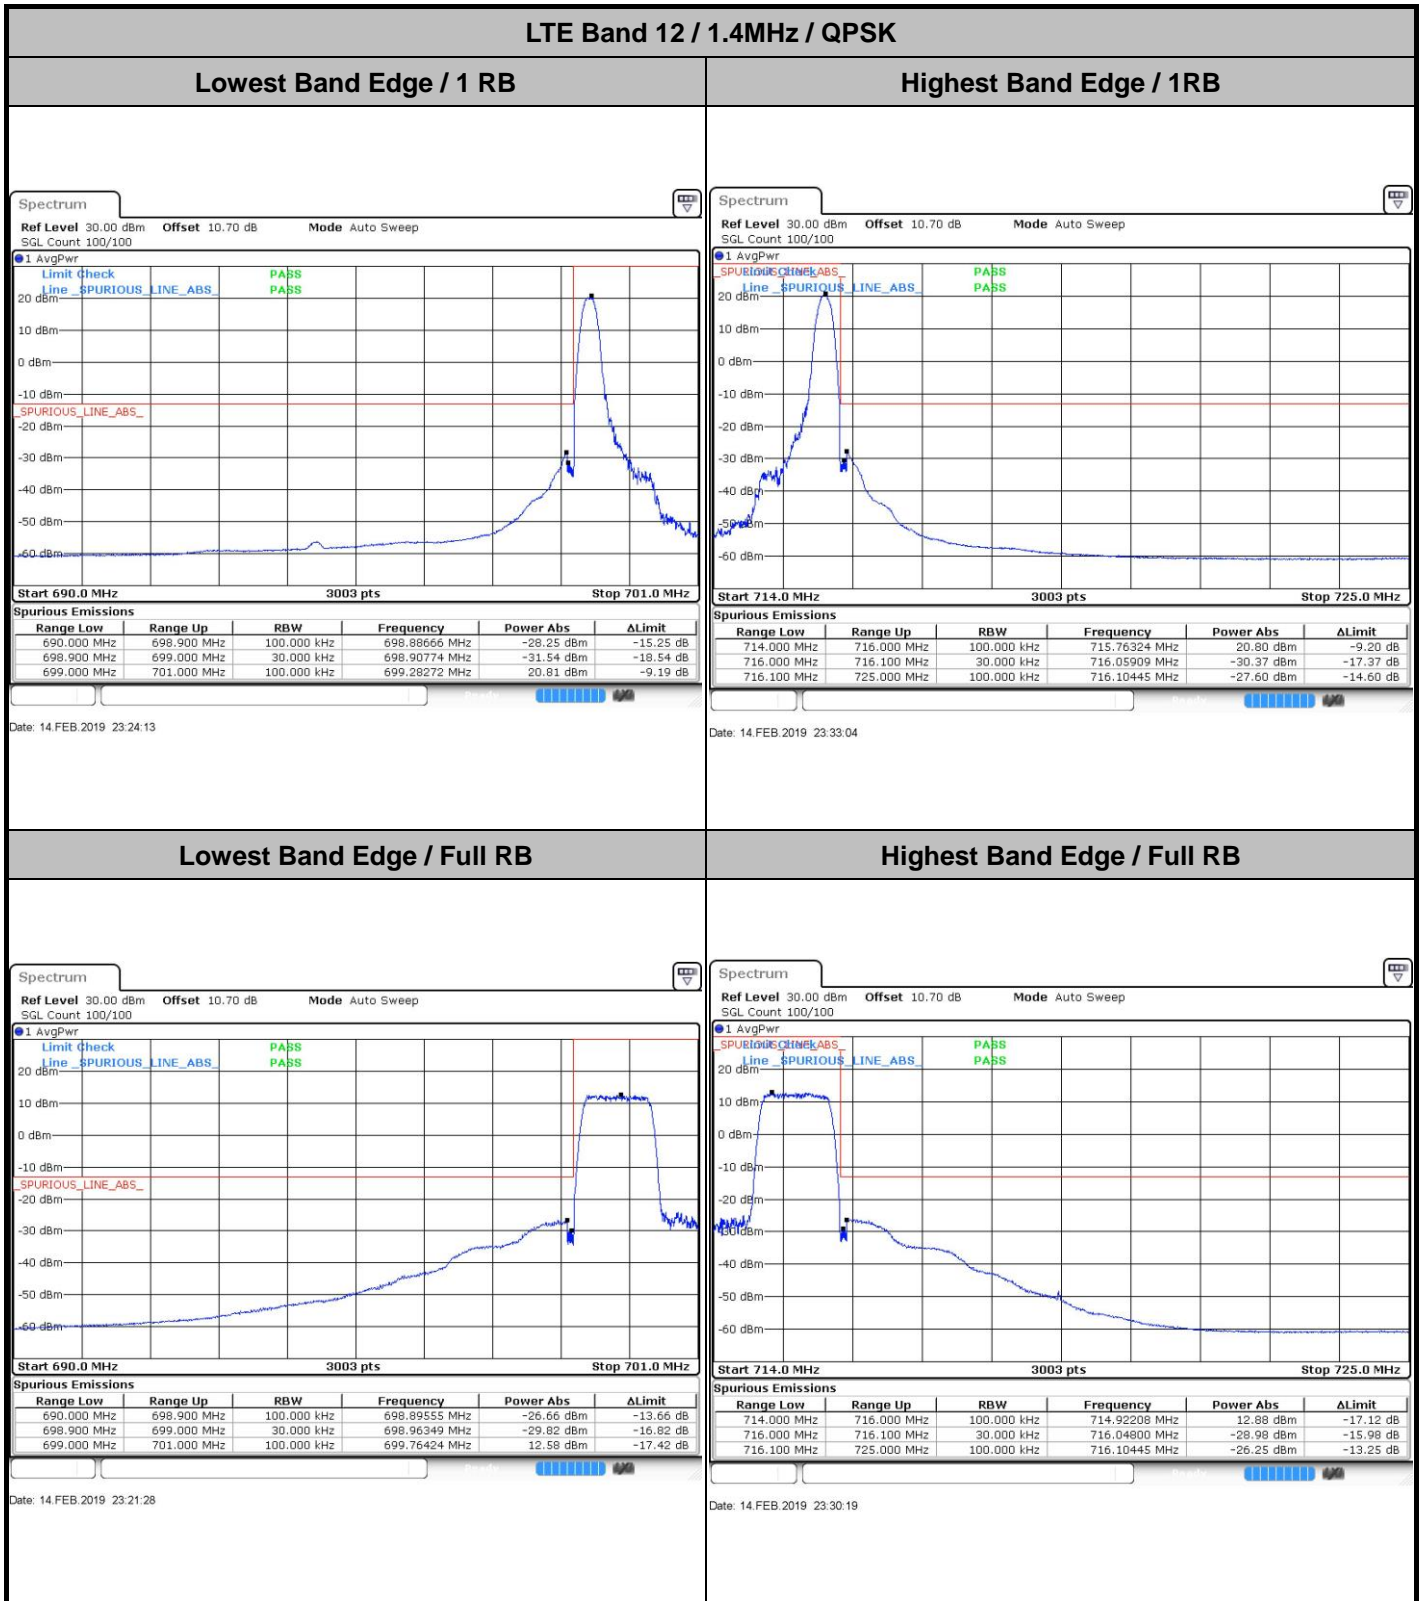 LTE Band 12 / 1.4MHz / QPSK
Lowest Band Edge / 1 RB
Highest Band Edge / 1RB
Spectrum
Ref Level 30.00 dBm Offset 10.70 dB Mode Auto Sweep
SGL Count 100/100
1 AvgPwr
Limit Check PASS
Line _SPURIOUS_LINE_ABS_ PASS
20 dBm
10 dBm
0 dBm
-10 dBm
_SPURIOUS_LINE_ABS_
-20 dBm
-30 dBm
-40 dBm
-50 dBm
-60 dBm
Start 690.0 MHz 3003 pts Stop 701.0 MHz
Spurious Emissions
Range Low Range Up RBW Frequency Power Abs ΔLimit
690.000 MHz 698.900 MHz 100.000 kHz 698.88666 MHz -28.25 dBm -15.25 dB
698.900 MHz 699.000 MHz 30.000 kHz 698.90774 MHz -31.54 dBm -18.54 dB
699.000 MHz 701.000 MHz 100.000 kHz 699.28272 MHz 20.81 dBm -9.19 dB
Date: 14.FEB.2019 23:24:13
Spectrum
Ref Level 30.00 dBm Offset 10.70 dB Mode Auto Sweep
SGL Count 100/100
1 AvgPwr
_SPURIOUS_LINE_ABS_
Limit Check PASS
Line _SPURIOUS_LINE_ABS_ PASS
20 dBm
10 dBm
0 dBm
-10 dBm
-20 dBm
-30 dBm
-40 dBm
-50 dBm
-60 dBm
Start 714.0 MHz 3003 pts Stop 725.0 MHz
Spurious Emissions
Range Low Range Up RBW Frequency Power Abs ΔLimit
714.000 MHz 716.000 MHz 100.000 kHz 715.76324 MHz 20.80 dBm -9.20 dB
716.000 MHz 716.100 MHz 30.000 kHz 716.05909 MHz -30.37 dBm -17.37 dB
716.100 MHz 725.000 MHz 100.000 kHz 716.10445 MHz -27.60 dBm -14.60 dB
Date: 14.FEB.2019 23:33:04
Lowest Band Edge / Full RB
Highest Band Edge / Full RB
Spectrum
Ref Level 30.00 dBm Offset 10.70 dB Mode Auto Sweep
SGL Count 100/100
1 AvgPwr
Limit Check PASS
Line _SPURIOUS_LINE_ABS_ PASS
20 dBm
10 dBm
0 dBm
-10 dBm
_SPURIOUS_LINE_ABS_
-20 dBm
-30 dBm
-40 dBm
-50 dBm
-60 dBm
Start 690.0 MHz 3003 pts Stop 701.0 MHz
Spurious Emissions
Range Low Range Up RBW Frequency Power Abs ΔLimit
690.000 MHz 698.900 MHz 100.000 kHz 698.89555 MHz -26.66 dBm -13.66 dB
698.900 MHz 699.000 MHz 30.000 kHz 698.96349 MHz -29.82 dBm -16.82 dB
699.000 MHz 701.000 MHz 100.000 kHz 699.76424 MHz 12.58 dBm -17.42 dB
Date: 14.FEB.2019 23:21:28
Spectrum
Ref Level 30.00 dBm Offset 10.70 dB Mode Auto Sweep
SGL Count 100/100
1 AvgPwr
_SPURIOUS_LINE_ABS_
Limit Check PASS
Line _SPURIOUS_LINE_ABS_ PASS
20 dBm
10 dBm
0 dBm
-10 dBm
-20 dBm
-30 dBm
-40 dBm
-50 dBm
-60 dBm
Start 714.0 MHz 3003 pts Stop 725.0 MHz
Spurious Emissions
Range Low Range Up RBW Frequency Power Abs ΔLimit
714.000 MHz 716.000 MHz 100.000 kHz 714.92208 MHz 12.88 dBm -17.12 dB
716.000 MHz 716.100 MHz 30.000 kHz 716.04800 MHz -28.98 dBm -15.98 dB
716.100 MHz 725.000 MHz 100.000 kHz 716.10445 MHz -26.25 dBm -13.25 dB
Date: 14.FEB.2019 23:30:19